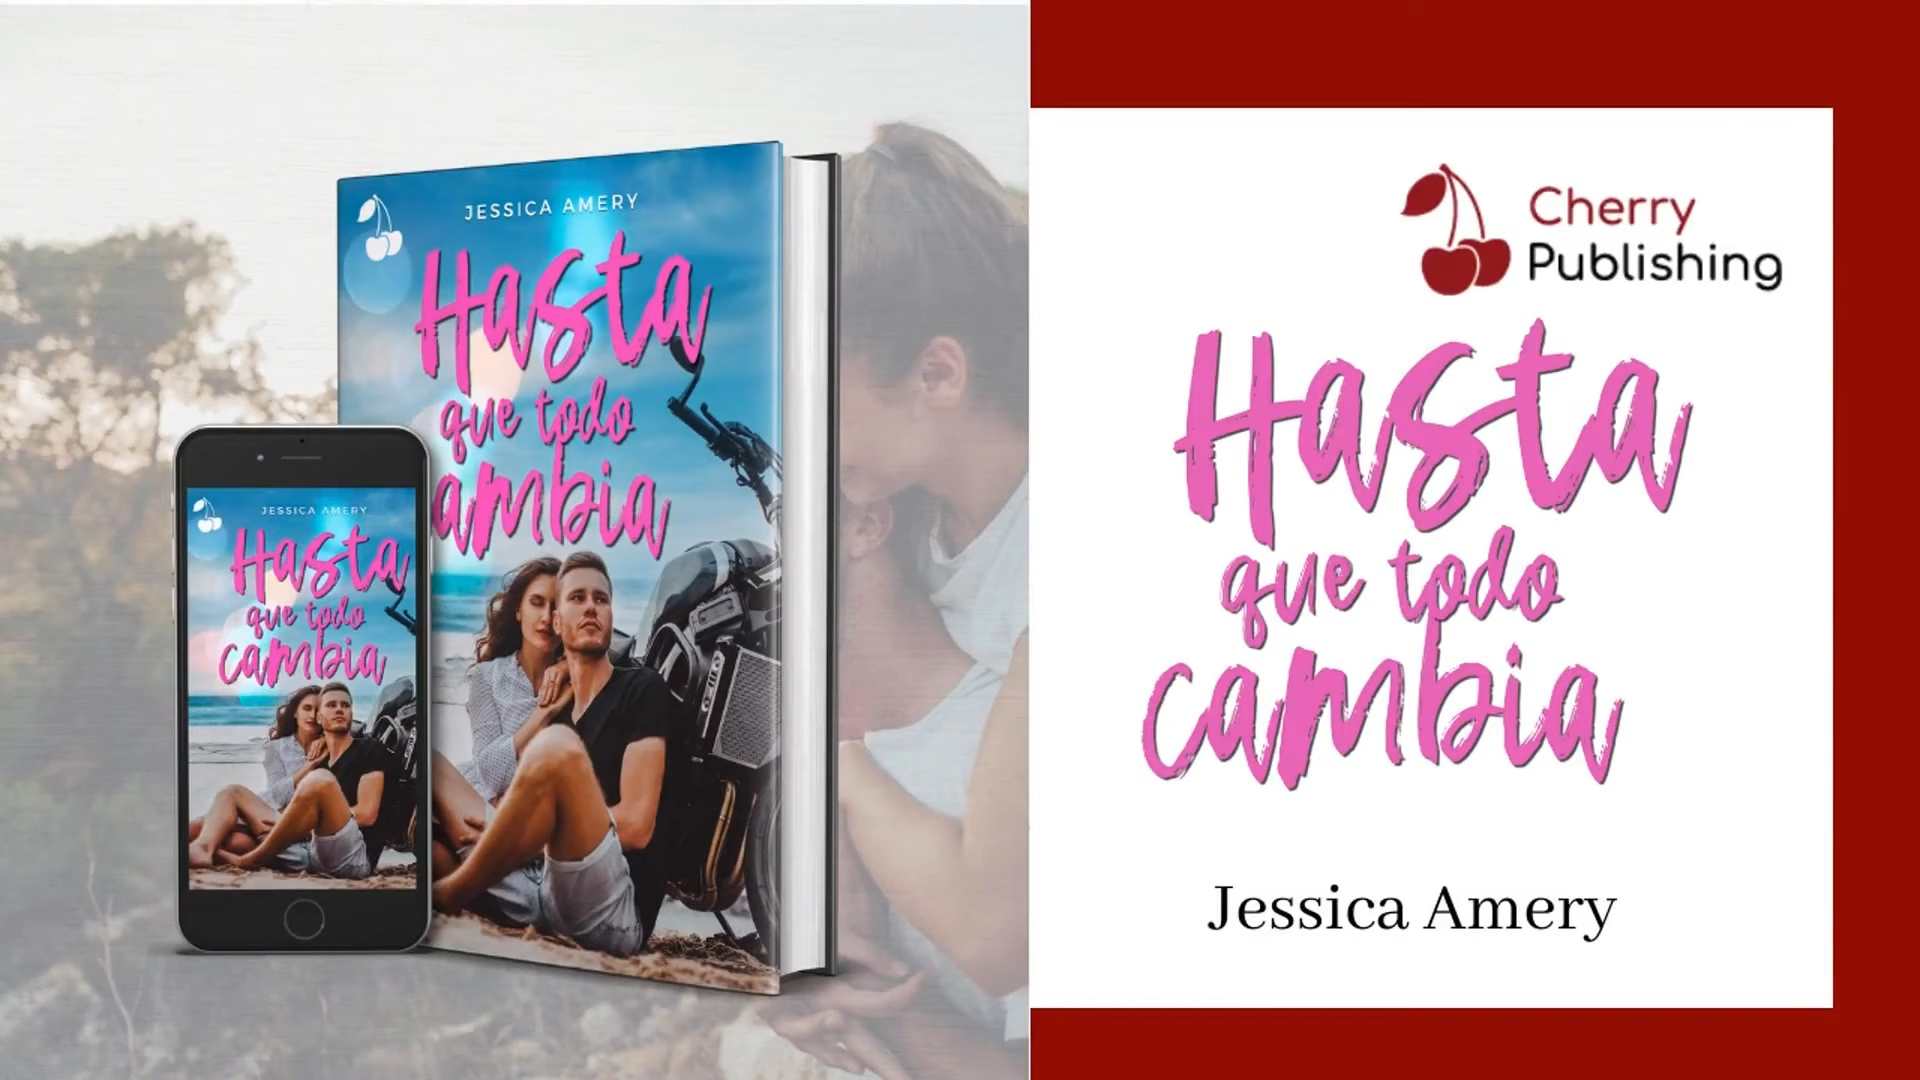 JESSICA AMERY
Hasta
que todo
ambia
JESSICA AMERY
Hasta
que todo
cambia
Cherry
Publishing
Hasta
que todo
cambia
Jessica Amery